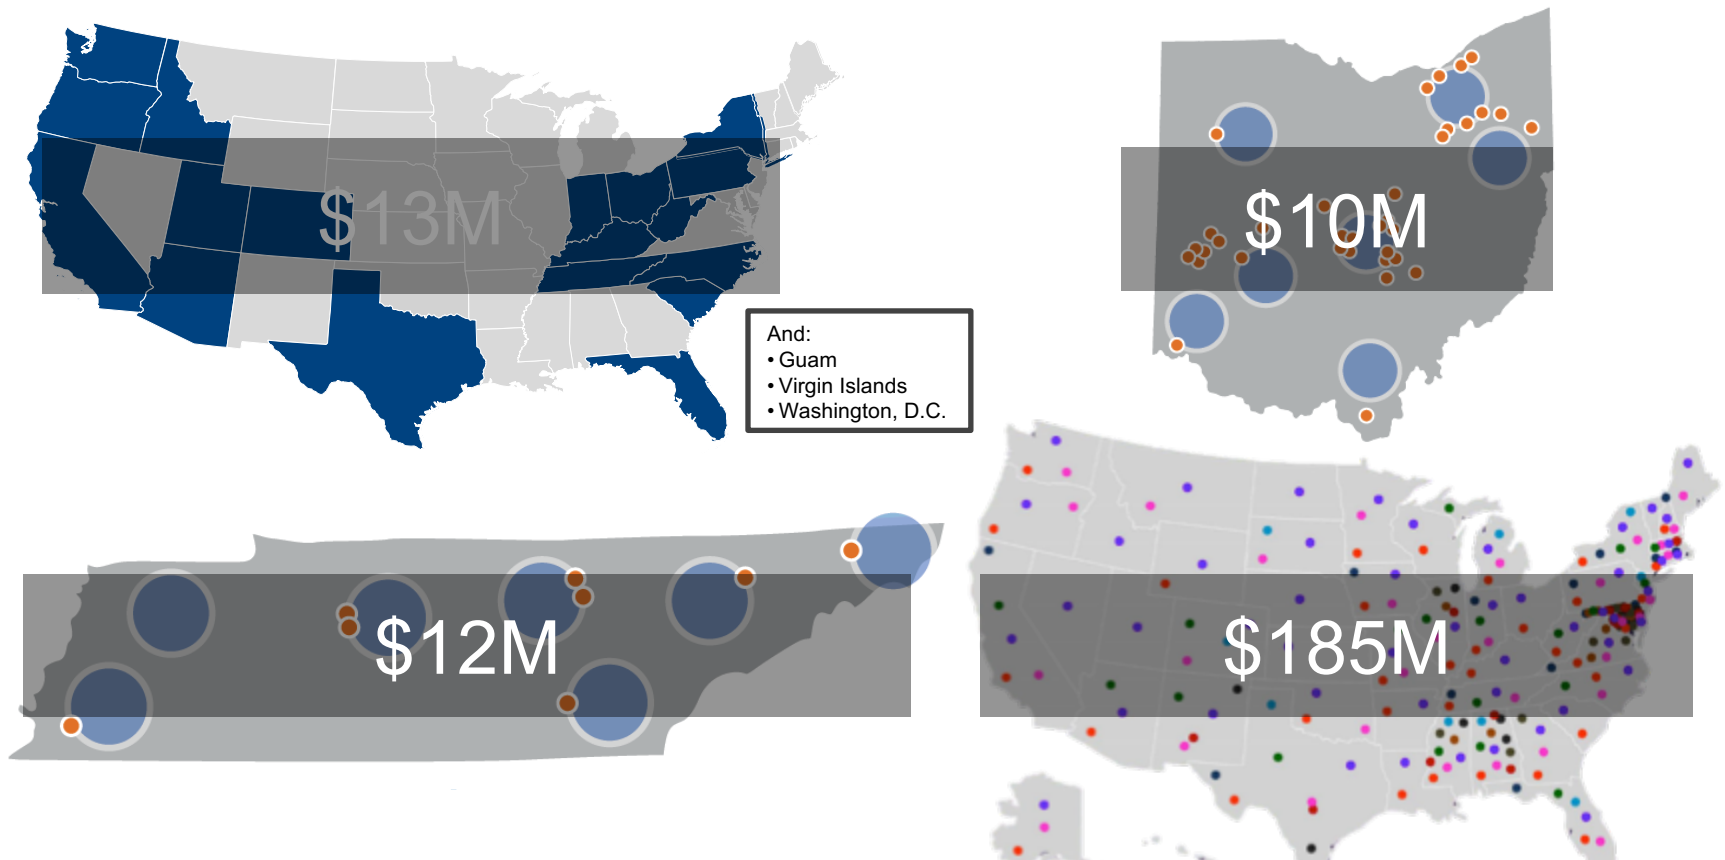 $13M
$10M
And:
• Guam
• Virgin Islands
• Washington, D.C.
$12M
$185M